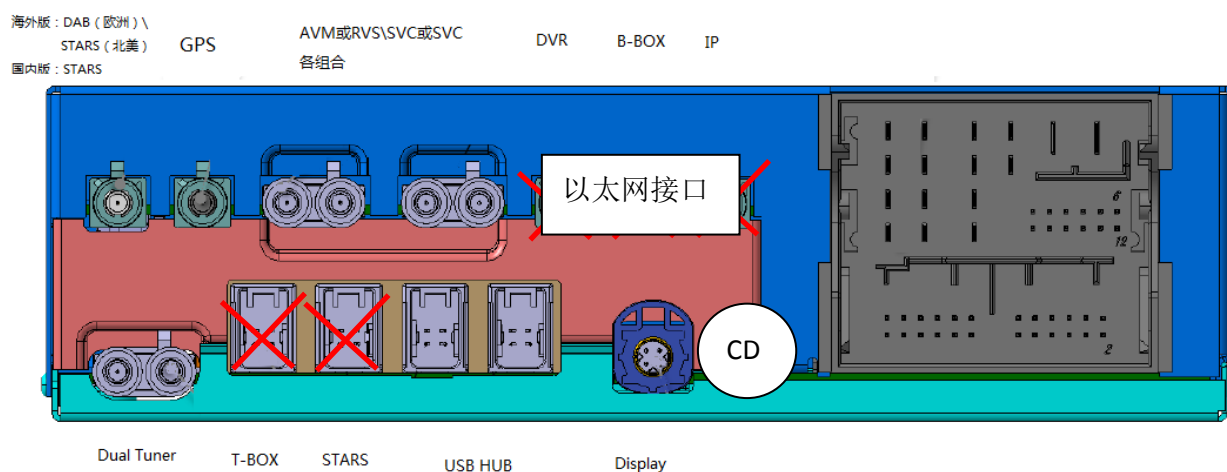 海外版：DAB（欧洲）\
STARS（北美）
国内版：STARS
GPS
AVM或RVS\SVC或SVC
各组合
DVR
B-BOX
IP
以太网接口
6
12
2
CD
Dual Tuner
T-BOX
STARS
USB HUB
Display